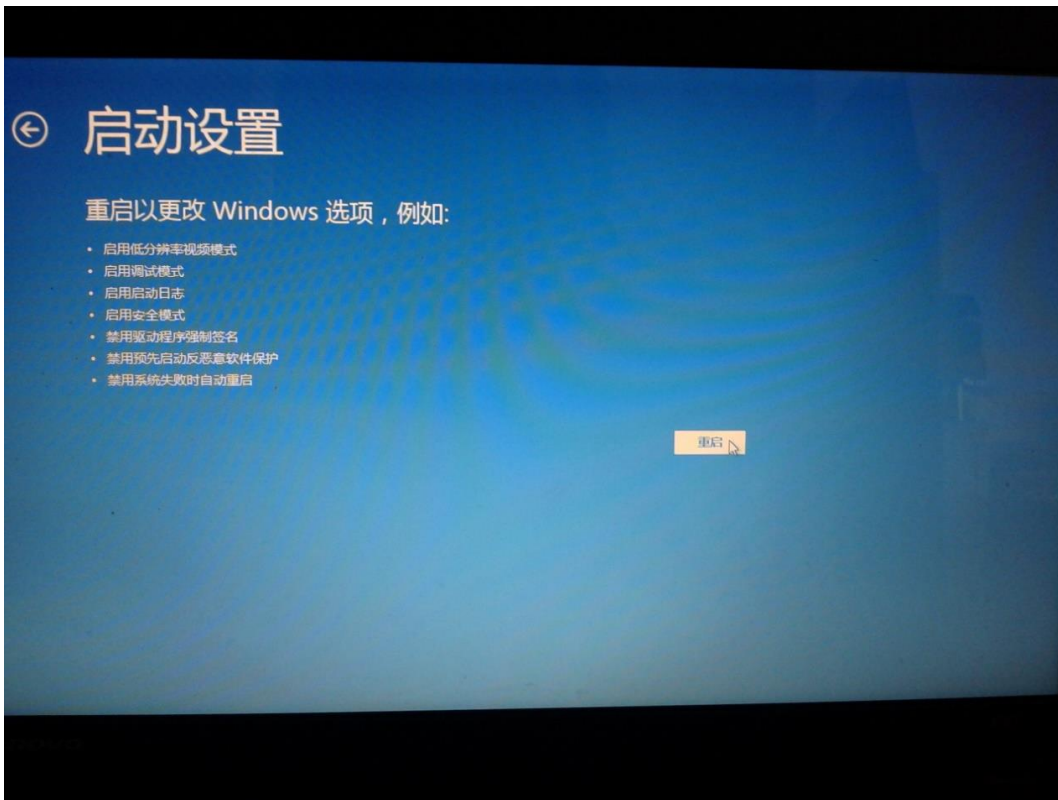 启动设置
重启以更改 Windows 选项，例如:
• 启用低分辨率视频模式
• 启用调试模式
• 启用启动日志
• 启用安全模式
• 禁用驱动程序强制签名
• 禁用预先启动反恶意软件保护
• 禁用系统失败时自动重启
重启